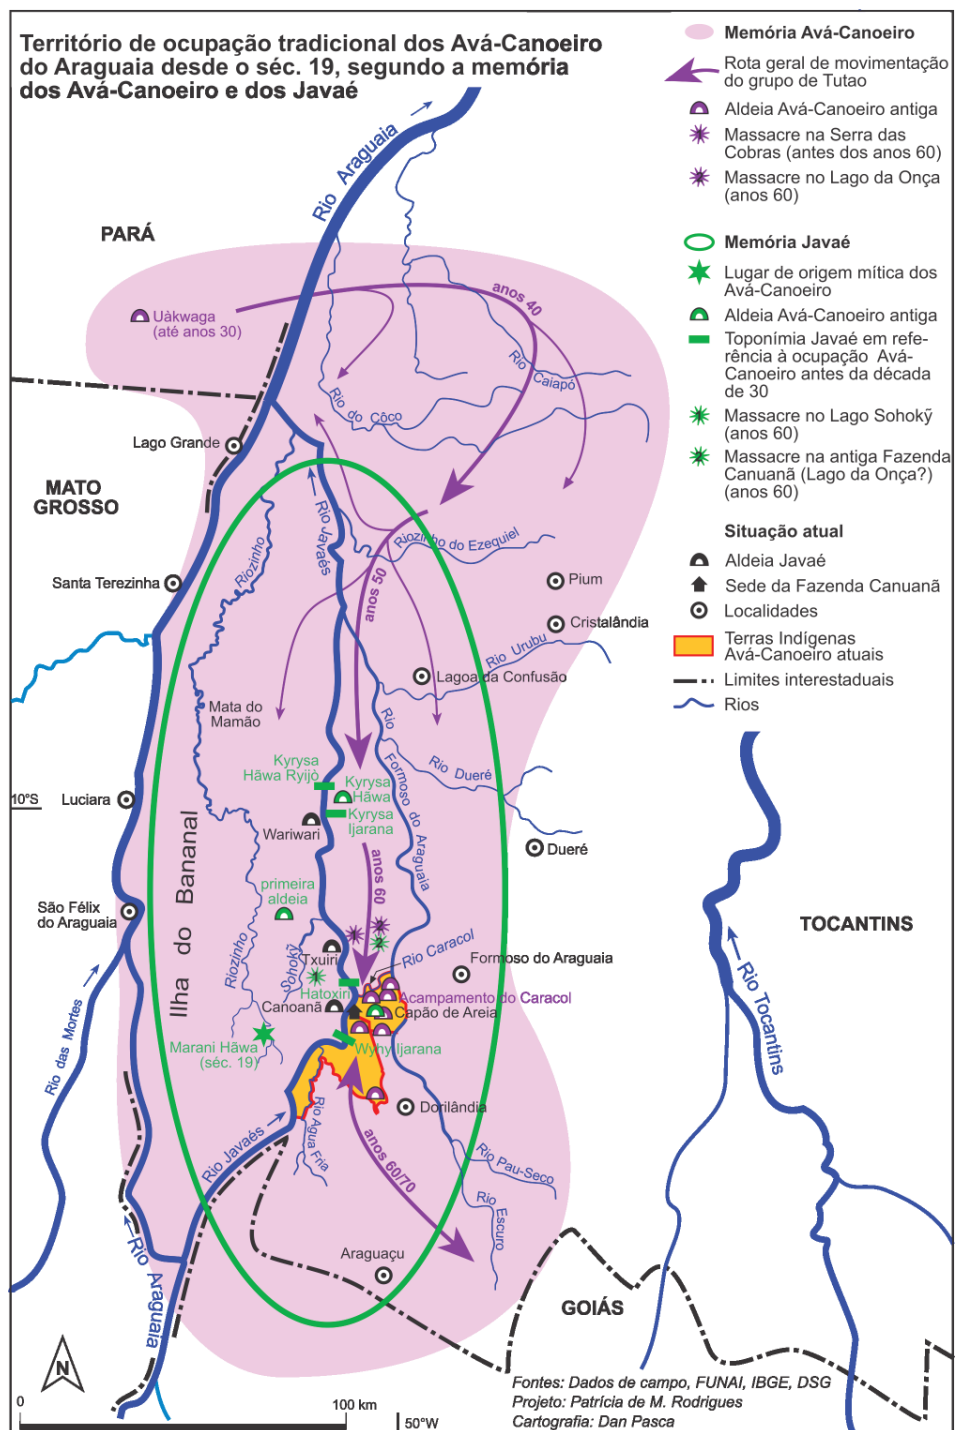 Território de ocupação tradicional dos Avá-Canoeiro
do Araguaia desde o séc. 19, segundo a memória
dos Avá-Canoeiro e dos Javaé
Memória Avá-Canoeiro
Rota geral de movimentação
do grupo de Tutao
Aldeia Avá-Canoeiro antiga
1
Massacre na Serra das
Cobras (antes dos anos 60)
2
Massacre no Lago da Onça
(anos 60)
Memória Javaé
Lugar de origem mítica dos
Avá-Canoeiro
Aldeia Avá-Canoeiro antiga
Toponímia Javaé em refe-
rência à ocupação Avá-
Canoeiro antes da década
de 30
1
Massacre no Lago Sohokỹ
(anos 60)
2
Massacre na antiga Fazenda
Canuanã (Lago da Onça?)
(anos 60)
Situação atual
Aldeia Javaé
Sede da Fazenda Canuanã
Localidades
Terras Indígenas
Avá-Canoeiro atuais
Limites interestaduais
Rios
Rio Araguaia
PARÁ
Uàkwaga
(até anos 30)
anos 40
Rio Caiapó
Rio do Côco
Lago Grande
MATO
GROSSO
Rio Javaés
Riozinho
Riozinho do Ezequiel
Santa Terezinha
anos 50
Pium
Cristalândia
Rio Urubu
Lagoa da Confusão
Mata do
Mamão
Rio Formoso do Araguaia
Rio Dueré
Kyrysa
Hãwa Ryijò
Kyrysa
Hãwa
Kyrysa
Ijarana
10°S
Luciara
Wariwari
Dueré
Ilha do Bananal
anos 60
primeira
aldeia
São Félix
do Araguaia
TOCANTINS
1
2
2
Rio Caracol
Txuiri
Sohokỹ
Riozinho
Formoso do Araguaia
1
Hatoxiri
Acampamento do Caracol
Canoanã
Capão de Areia
Rio Tocantins
Rio das Mortes
Marani Hãwa
(séc. 19)
Wyhy Ijarana
Dorilândia
Rio Javaés
Rio Agua Fria
anos 60/70
Rio Pau-Seco
Rio Escuro
Rio Araguaia
Araguaçu
GOIÁS
N
0
100 km
50°W
Fontes: Dados de campo, FUNAI, IBGE, DSG
Projeto: Patrícia de M. Rodrigues
Cartografia: Dan Pasca